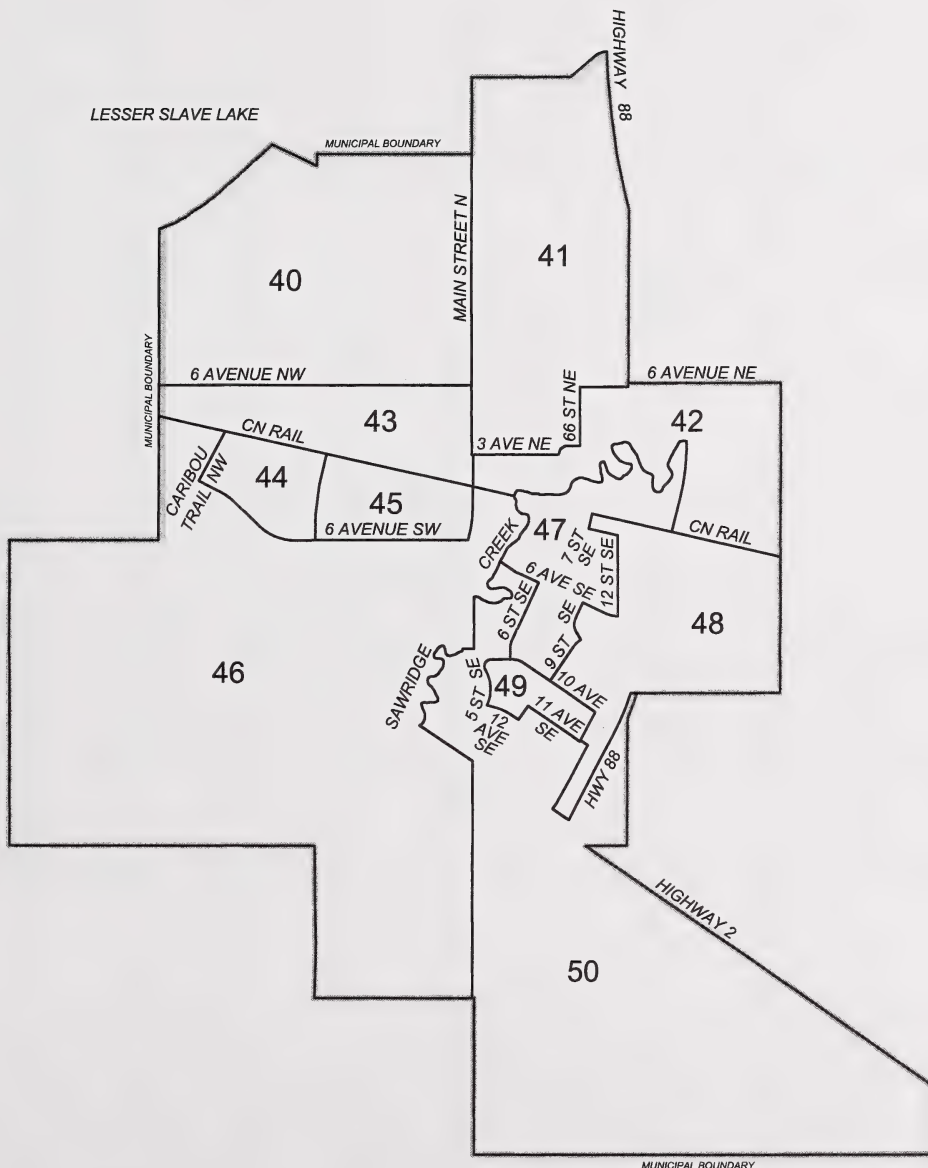 HIGHWAY 88
LESSER SLAVE LAKE
MUNICIPAL BOUNDARY
MAIN STREET N
41
40
MUNICIPAL BOUNDARY
6 AVENUE NW
6 AVENUE NE
66 ST NE
43
42
CN RAIL
3 AVE NE
CARIBOU
TRAIL NW
44
45
6 AVENUE SW
CREEK
47
7 ST
SE
CN RAIL
6 AVE SE
12 ST SE
6 ST SE
48
9 ST SE
46
SAWRIDGE
5 ST SE
49
10 AVE
11 AVE
SE
12
AVE
SE
HWY 88
HIGHWAY 2
50
MUNICIPAL BOUNDARY